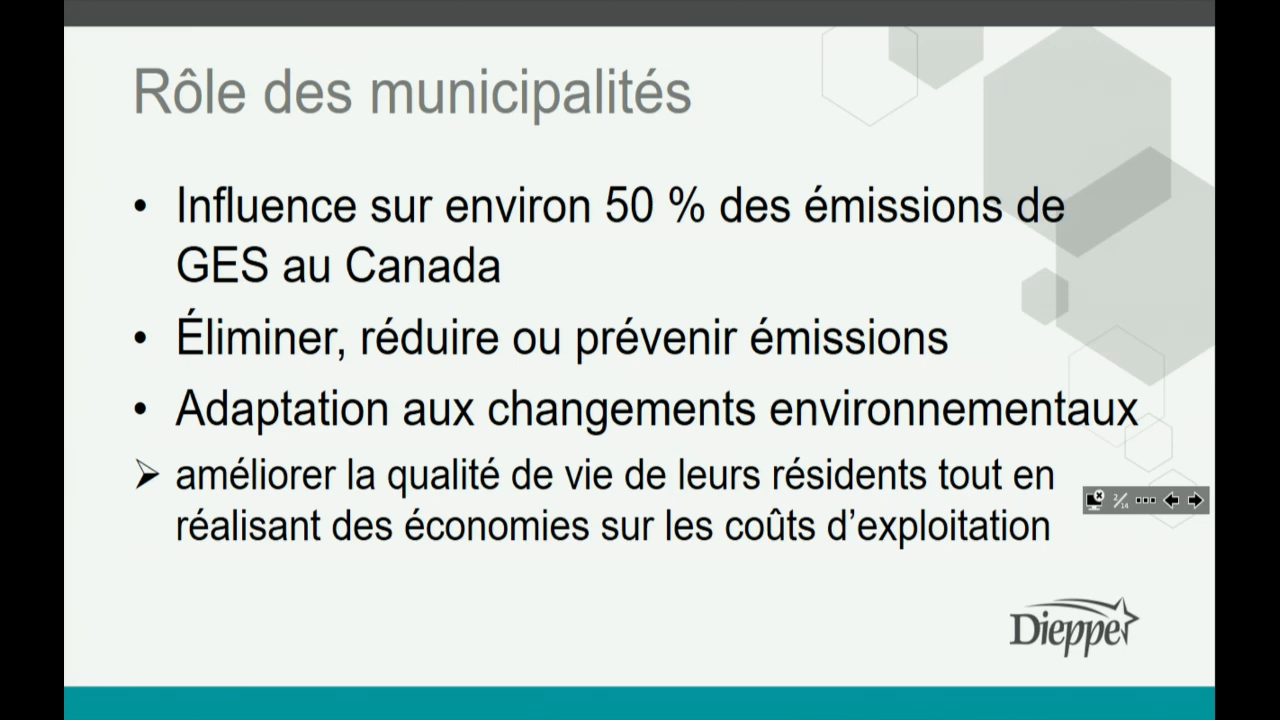 Rôle des municipalités
• Influence sur environ 50 % des émissions de
GES au Canada
• Éliminer, réduire ou prévenir émissions
• Adaptation aux changements environnementaux
➢ améliorer la qualité de vie de leurs résidents tout en
réalisant des économies sur les coûts d’exploitation
2/14
Dieppe